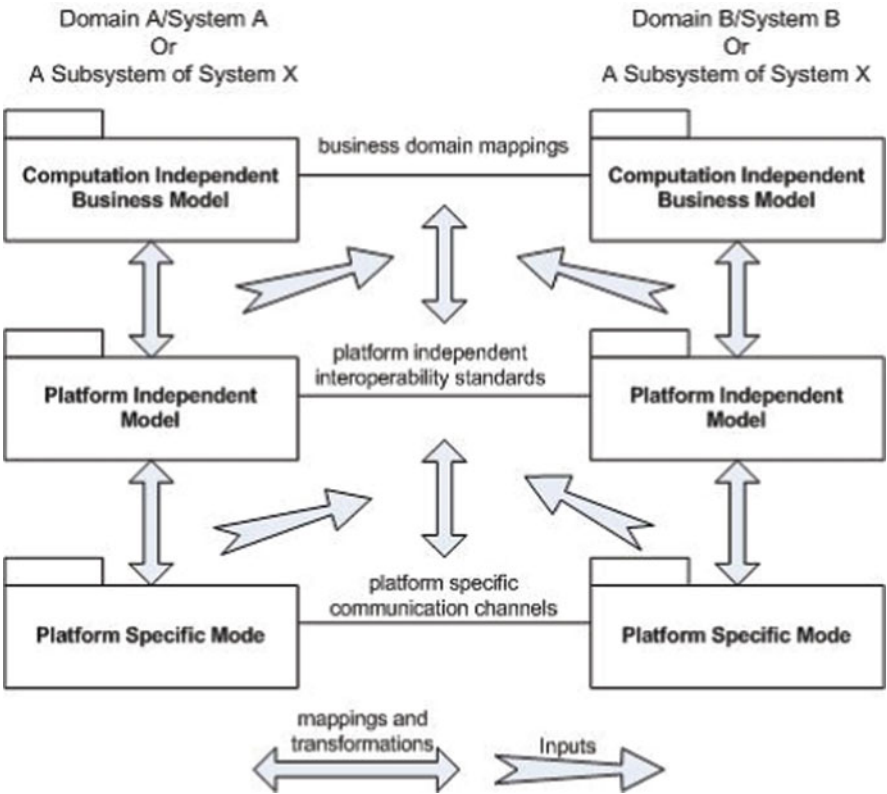 Domain A/System A
Or
A Subsystem of System X
Domain B/System B
Or
A Subsystem of System X
business domain mappings
Computation Independent
Business Model
Computation Independent
Business Model
platform independent
interoperability standards
Platform Independent
Model
Platform Independent
Model
platform specific
communication channels
Platform Specific Mode
Platform Specific Mode
mappings and
transformations
Inputs